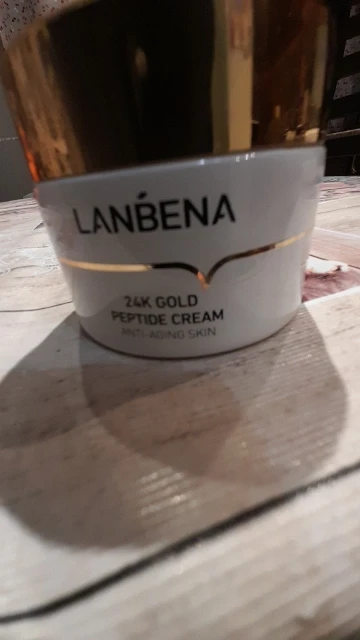 LANBENA
24K GOLD
PEPTIDE CREAM
ANTI-AGING SKIN